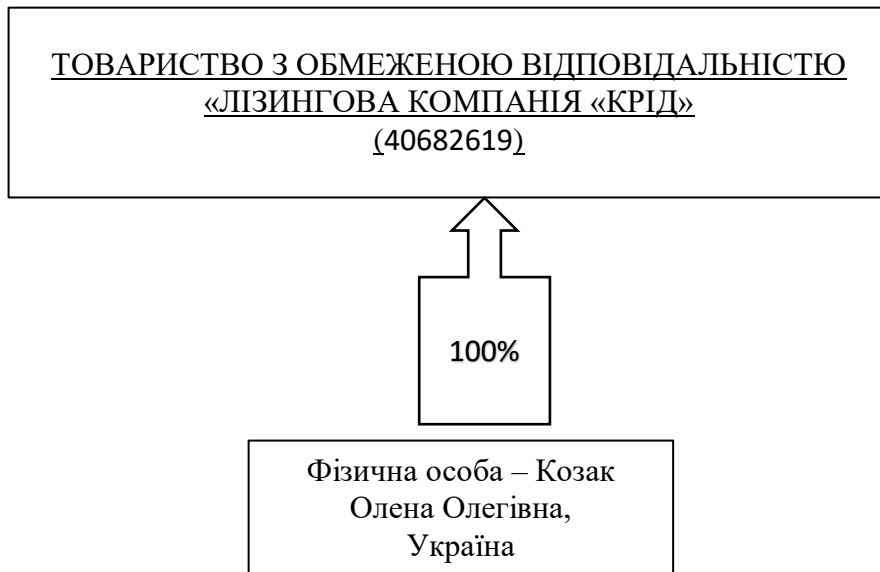 ТОВАРИСТВО З ОБМЕЖЕНОЮ ВІДПОВІДАЛЬНІСТЮ
«ЛІЗИНГОВА КОМПАНІЯ «КРІД»
(40682619)
100%
Фізична особа – Козак
Олена Олегівна,
Україна